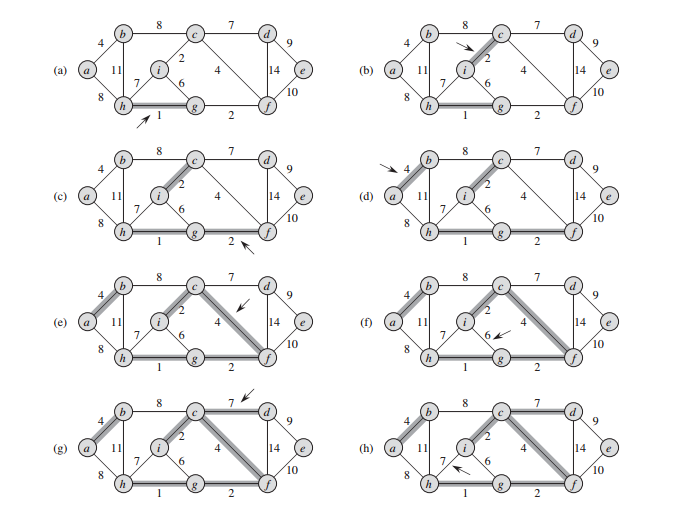 8 7
b c d
4 9
2
(a) a 11 i 4 14 e
7 6
8 10
h g f
1 2
8 7
b c d
4 9
2
(b) a 11 i 4 14 e
7 6
8 10
h g f
1 2
8 7
b c d
4 9
2
(c) a 11 i 4 14 e
7 6
8 10
h g f
1 2
8 7
b c d
4 9
2
(d) a 11 i 4 14 e
7 6
8 10
h g f
1 2
8 7
b c d
4 9
2
(e) a 11 i 4 14 e
7 6
8 10
h g f
1 2
8 7
b c d
4 9
2
(f) a 11 i 4 14 e
7 6
8 10
h g f
1 2
8 7
b c d
4 9
2
(g) a 11 i 4 14 e
7 6
8 10
h g f
1 2
8 7
b c d
4 9
2
(h) a 11 i 4 14 e
7 6
8 10
h g f
1 2